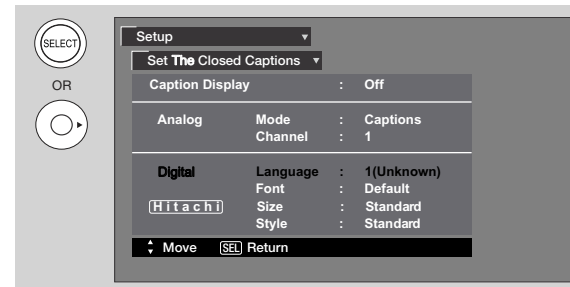 SELECT
OR
Setup
Set The Closed Captions
Caption Display : Off
Analog Mode : Captions
Channel : 1
Digital Language : 1(Unknown)
Font : Default
Hitachi Size : Standard
Style : Standard
Move SEL Return